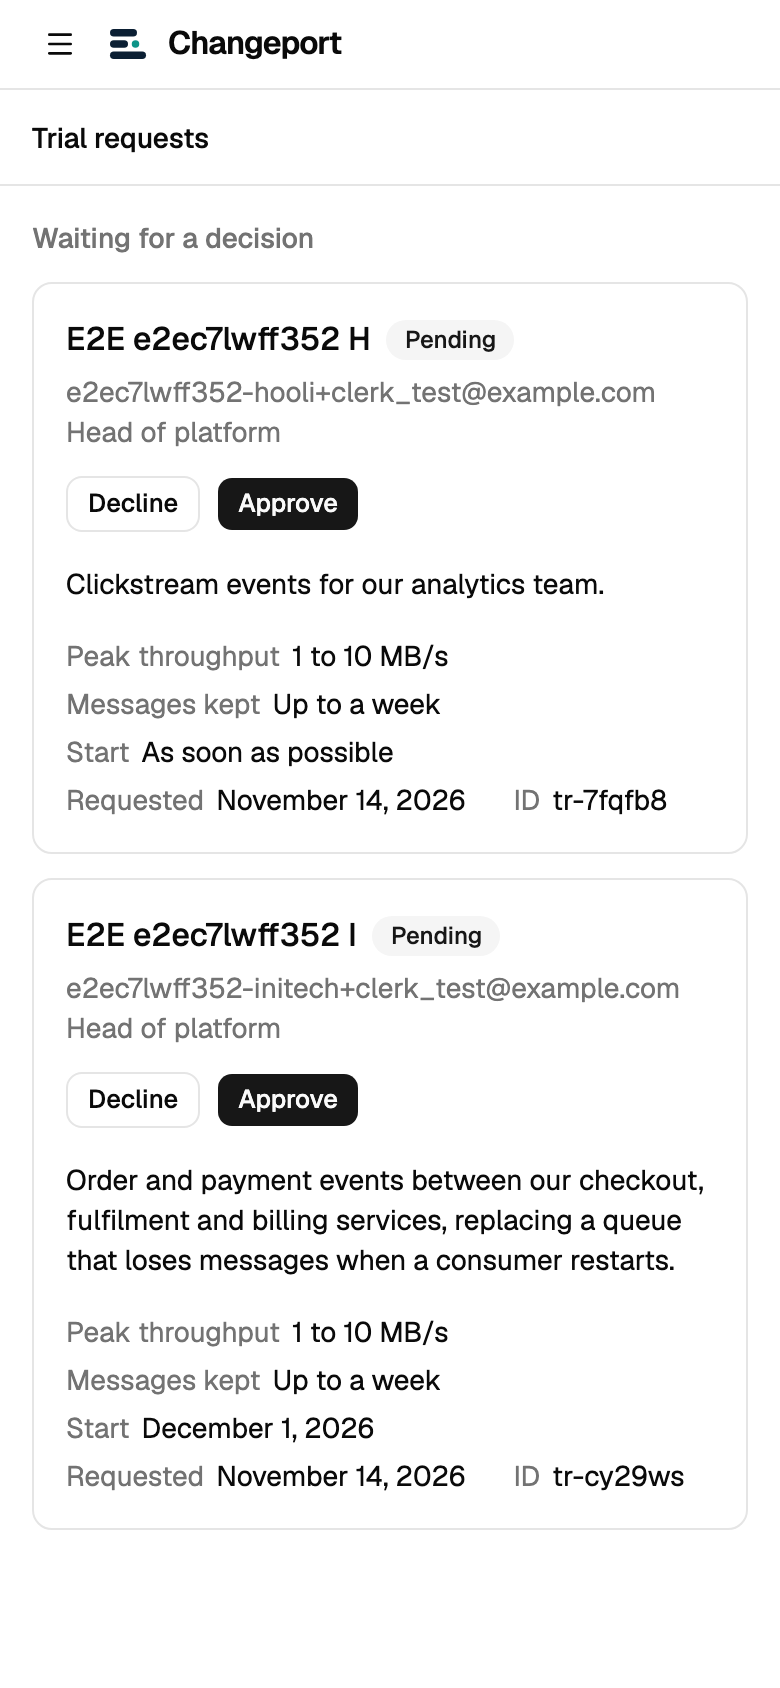 Changeport
Trial requests
Waiting for a decision
E2E e2ec7lwff352 H Pending
e2ec7lwff352-hooli+clerk_test@example.com
Head of platform
Decline Approve
Clickstream events for our analytics team.
Peak throughput 1 to 10 MB/s
Messages kept Up to a week
Start As soon as possible
Requested November 14, 2026 ID tr-7fqfb8
E2E e2ec7lwff352 I Pending
e2ec7lwff352-initech+clerk_test@example.com
Head of platform
Decline Approve
Order and payment events between our checkout,
fulfilment and billing services, replacing a queue
that loses messages when a consumer restarts.
Peak throughput 1 to 10 MB/s
Messages kept Up to a week
Start December 1, 2026
Requested November 14, 2026 ID tr-cy29ws